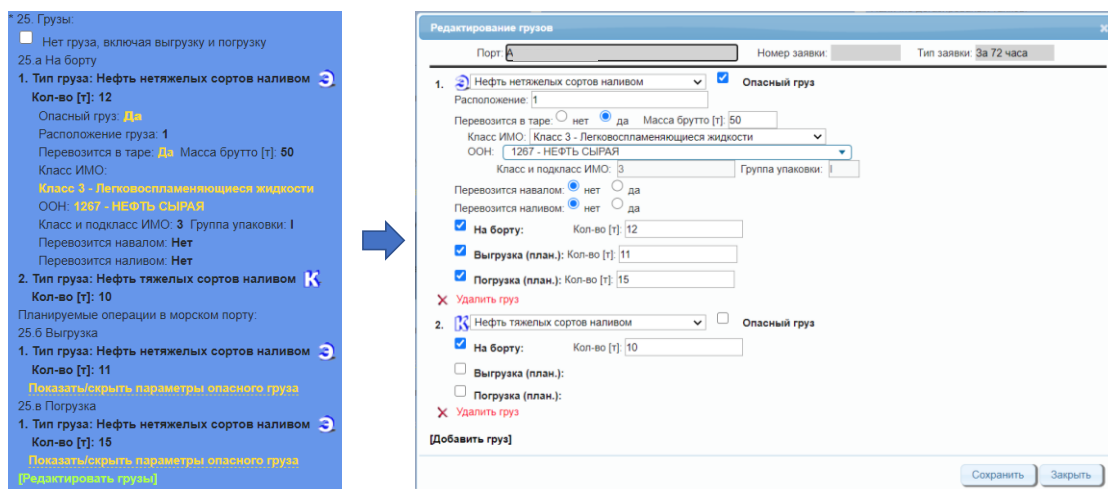 * 25. Грузы:
Нет груза, включая выгрузку и погрузку
25.а На борту
1. Тип груза: Нефть нетяжелых сортов наливом Э
Кол-во [т]: 12
Опасный груз: Да
Расположение груза: 1
Перевозится в таре: Да Масса брутто [т]: 50
Класс ИМО:
Класс 3 - Легковоспламеняющиеся жидкости
ООН: 1267 - НЕФТЬ СЫРАЯ
Класс и подкласс ИМО: 3 Группа упаковки: I
Перевозится навалом: Нет
Перевозится наливом: Нет
2. Тип груза: Нефть тяжелых сортов наливом К
Кол-во [т]: 10
Планируемые операции в морском порту:
25.б Выгрузка
1. Тип груза: Нефть нетяжелых сортов наливом Э
Кол-во [т]: 11
Показать/скрыть параметры опасного груза
25.в Погрузка
1. Тип груза: Нефть нетяжелых сортов наливом Э
Кол-во [т]: 15
Показать/скрыть параметры опасного груза
[Редактировать грузы]
Редактирование грузов x
Порт: А Номер заявки: Тип заявки: За 72 часа
1. Э Нефть нетяжелых сортов наливом Опасный груз
Расположение: 1
Перевозится в таре: нет да Масса брутто [т]: 50
Класс ИМО: Класс 3 - Легковоспламеняющиеся жидкости
ООН: 1267 - НЕФТЬ СЫРАЯ
Класс и подкласс ИМО: 3 Группа упаковки: I
Перевозится навалом: нет да
Перевозится наливом: нет да
На борту: Кол-во [т]: 12
Выгрузка (план.): Кол-во [т]: 11
Погрузка (план.): Кол-во [т]: 15
Удалить груз
2. К Нефть тяжелых сортов наливом Опасный груз
На борту: Кол-во [т]: 10
Выгрузка (план.):
Погрузка (план.):
Удалить груз
[Добавить груз]
Сохранить Закрыть